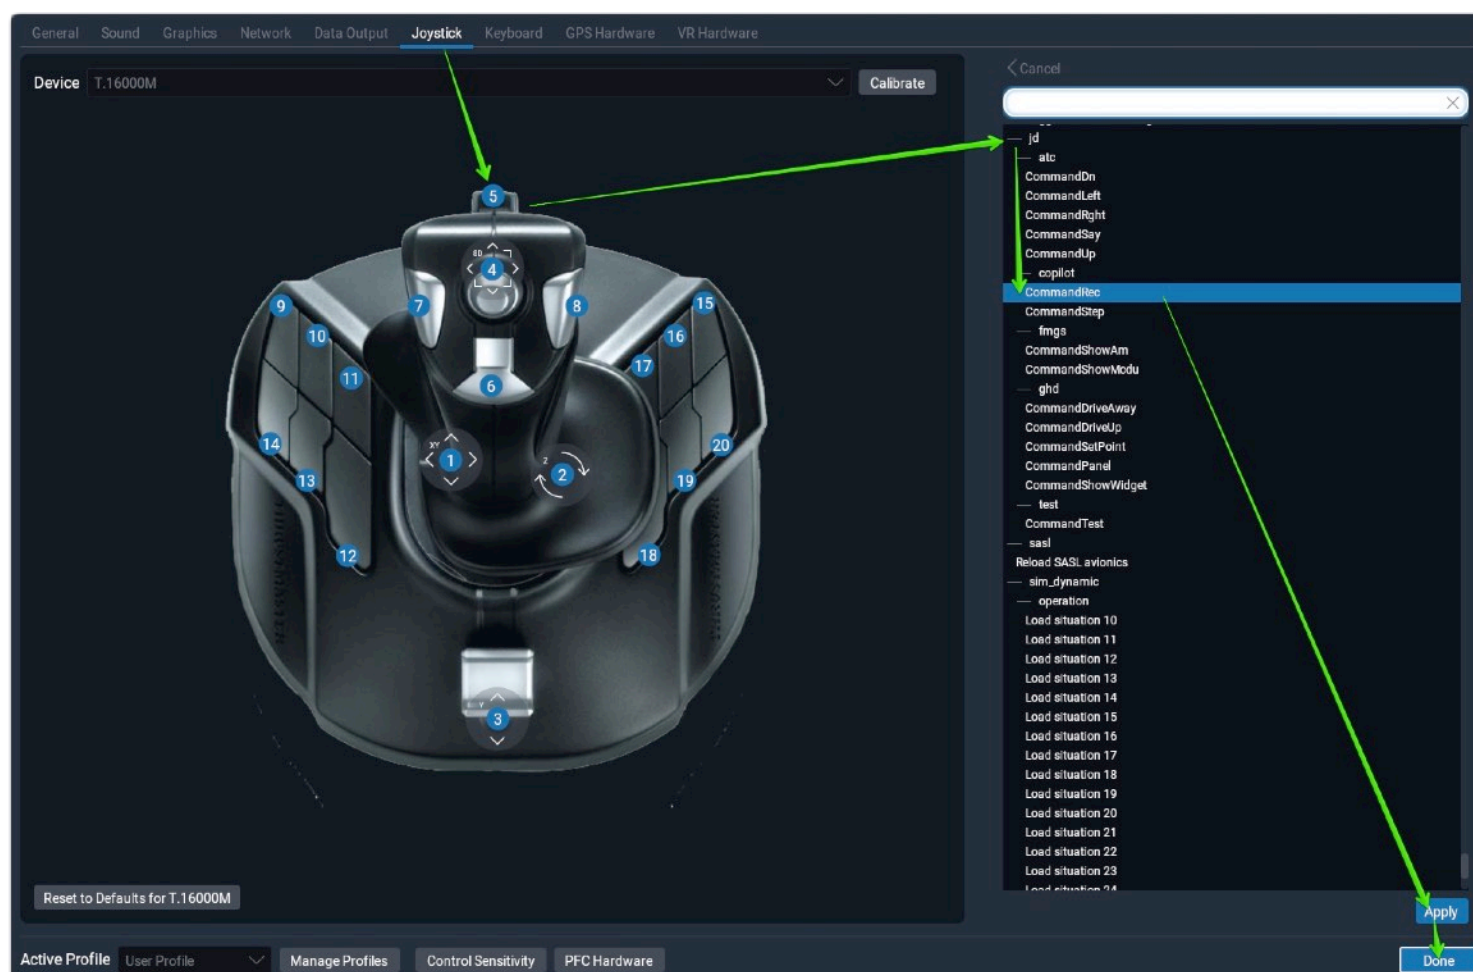 General Sound Graphics Network Data Output Joystick Keyboard GPS Hardware VR Hardware
Device T.16000M Calibrate
5
4
7 8
9 10 11
15 16 17
6
14 13 12
XY 1
Z 2
20 19 18
3
Reset to Defaults for T.16000M
Cancel
jd
atc
CommandDn
CommandLeft
CommandRght
CommandSay
CommandUp
copilot
CommandRec
CommandStep
fmgs
CommandShowAm
CommandShowModu
ghd
CommandDriveAway
CommandDriveUp
CommandSetPoint
CommandPanel
CommandShowWidget
test
CommandTest
sasl
Reload SASL avionics
sim_dynamic
operation
Load situation 10
Load situation 11
Load situation 12
Load situation 13
Load situation 14
Load situation 15
Load situation 16
Load situation 17
Load situation 18
Load situation 19
Load situation 20
Load situation 21
Load situation 22
Load situation 23
Load situation 24
Apply
Active Profile User Profile Manage Profiles Control Sensitivity PFC Hardware Done